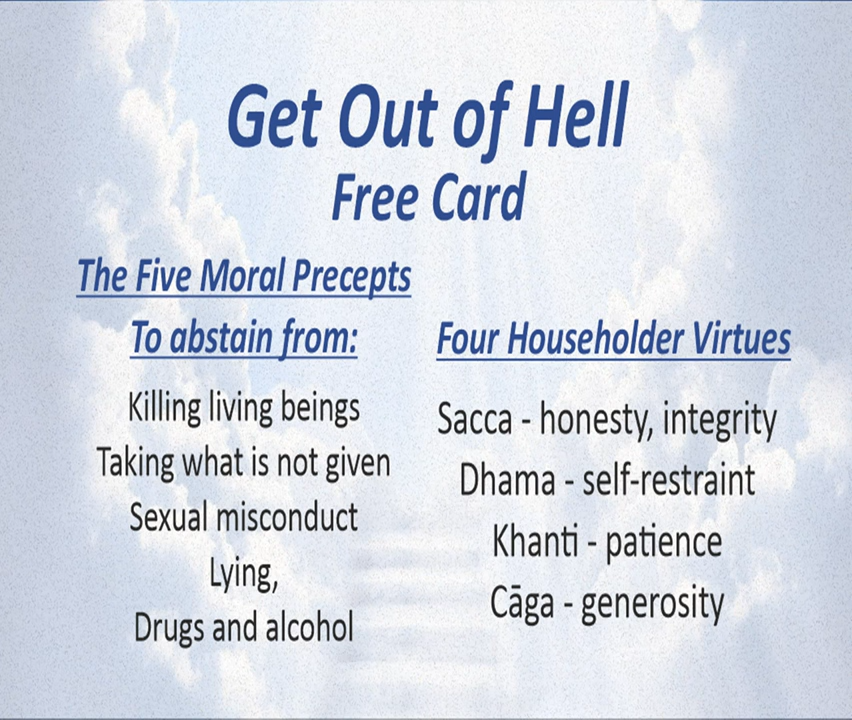 Get Out of Hell
Free Card
The Five Moral Precepts
To abstain from:
Killing living beings
Taking what is not given
Sexual misconduct
Lying,
Drugs and alcohol
Four Householder Virtues
Sacca - honesty, integrity
Dhama - self-restraint
Khanti - patience
Cāga - generosity